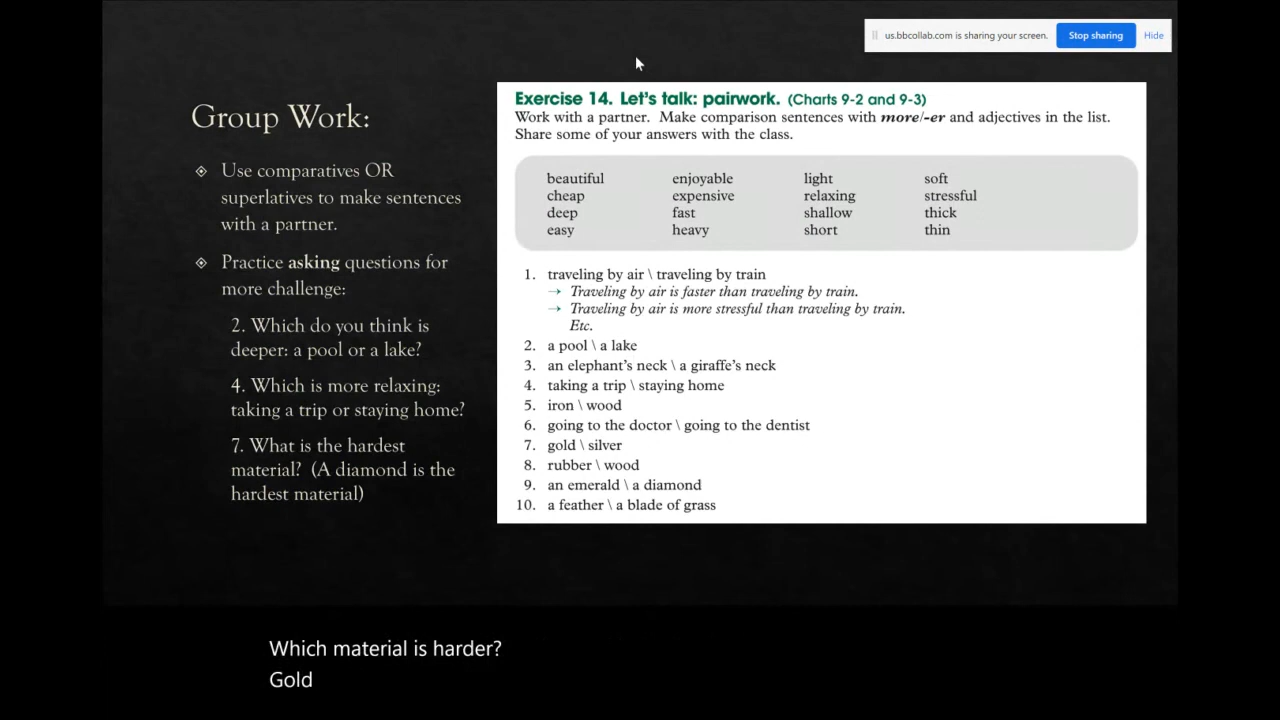 us.bbcollab.com is sharing your screen. Stop sharing Hide
Group Work:
Use comparatives OR
superlatives to make sentences
with a partner.
Practice asking questions for
more challenge:
2. Which do you think is
deeper: a pool or a lake?
4. Which is more relaxing:
taking a trip or staying home?
7. What is the hardest
material? (A diamond is the
hardest material)
Exercise 14. Let's talk: pairwork. (Charts 9-2 and 9-3)
Work with a partner. Make comparison sentences with more/-er and adjectives in the list.
Share some of your answers with the class.
beautiful enjoyable light soft
cheap expensive relaxing stressful
deep fast shallow thick
easy heavy short thin
1. traveling by air \ traveling by train
→ Traveling by air is faster than traveling by train.
→ Traveling by air is more stressful than traveling by train.
Etc.
2. a pool \ a lake
3. an elephant's neck \ a giraffe's neck
4. taking a trip \ staying home
5. iron \ wood
6. going to the doctor \ going to the dentist
7. gold \ silver
8. rubber \ wood
9. an emerald \ a diamond
10. a feather \ a blade of grass
Which material is harder?
Gold